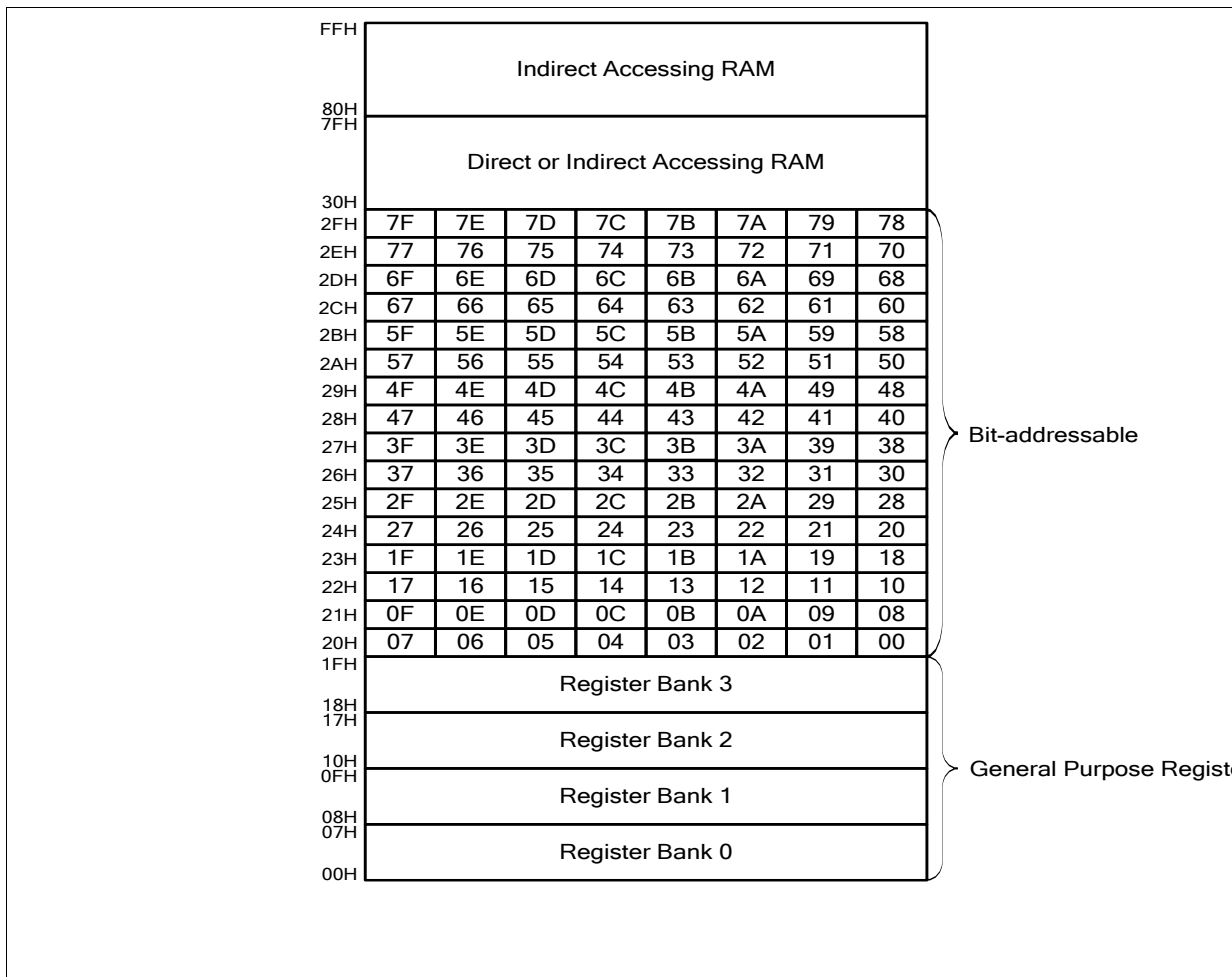 FFH
Indirect Accessing RAM
80H
7FH
Direct or Indirect Accessing RAM
30H
2FH 7F 7E 7D 7C 7B 7A 79 78
2EH 77 76 75 74 73 72 71 70
2DH 6F 6E 6D 6C 6B 6A 69 68
2CH 67 66 65 64 63 62 61 60
2BH 5F 5E 5D 5C 5B 5A 59 58
2AH 57 56 55 54 53 52 51 50
29H 4F 4E 4D 4C 4B 4A 49 48
28H 47 46 45 44 43 42 41 40
Bit-addressable
27H 3F 3E 3D 3C 3B 3A 39 38
26H 37 36 35 34 33 32 31 30
25H 2F 2E 2D 2C 2B 2A 29 28
24H 27 26 25 24 23 22 21 20
23H 1F 1E 1D 1C 1B 1A 19 18
22H 17 16 15 14 13 12 11 10
21H 0F 0E 0D 0C 0B 0A 09 08
20H 07 06 05 04 03 02 01 00
1FH
Register Bank 3
18H
17H
Register Bank 2
10H
General Purpose Registe
0FH
Register Bank 1
08H
07H
Register Bank 0
00H